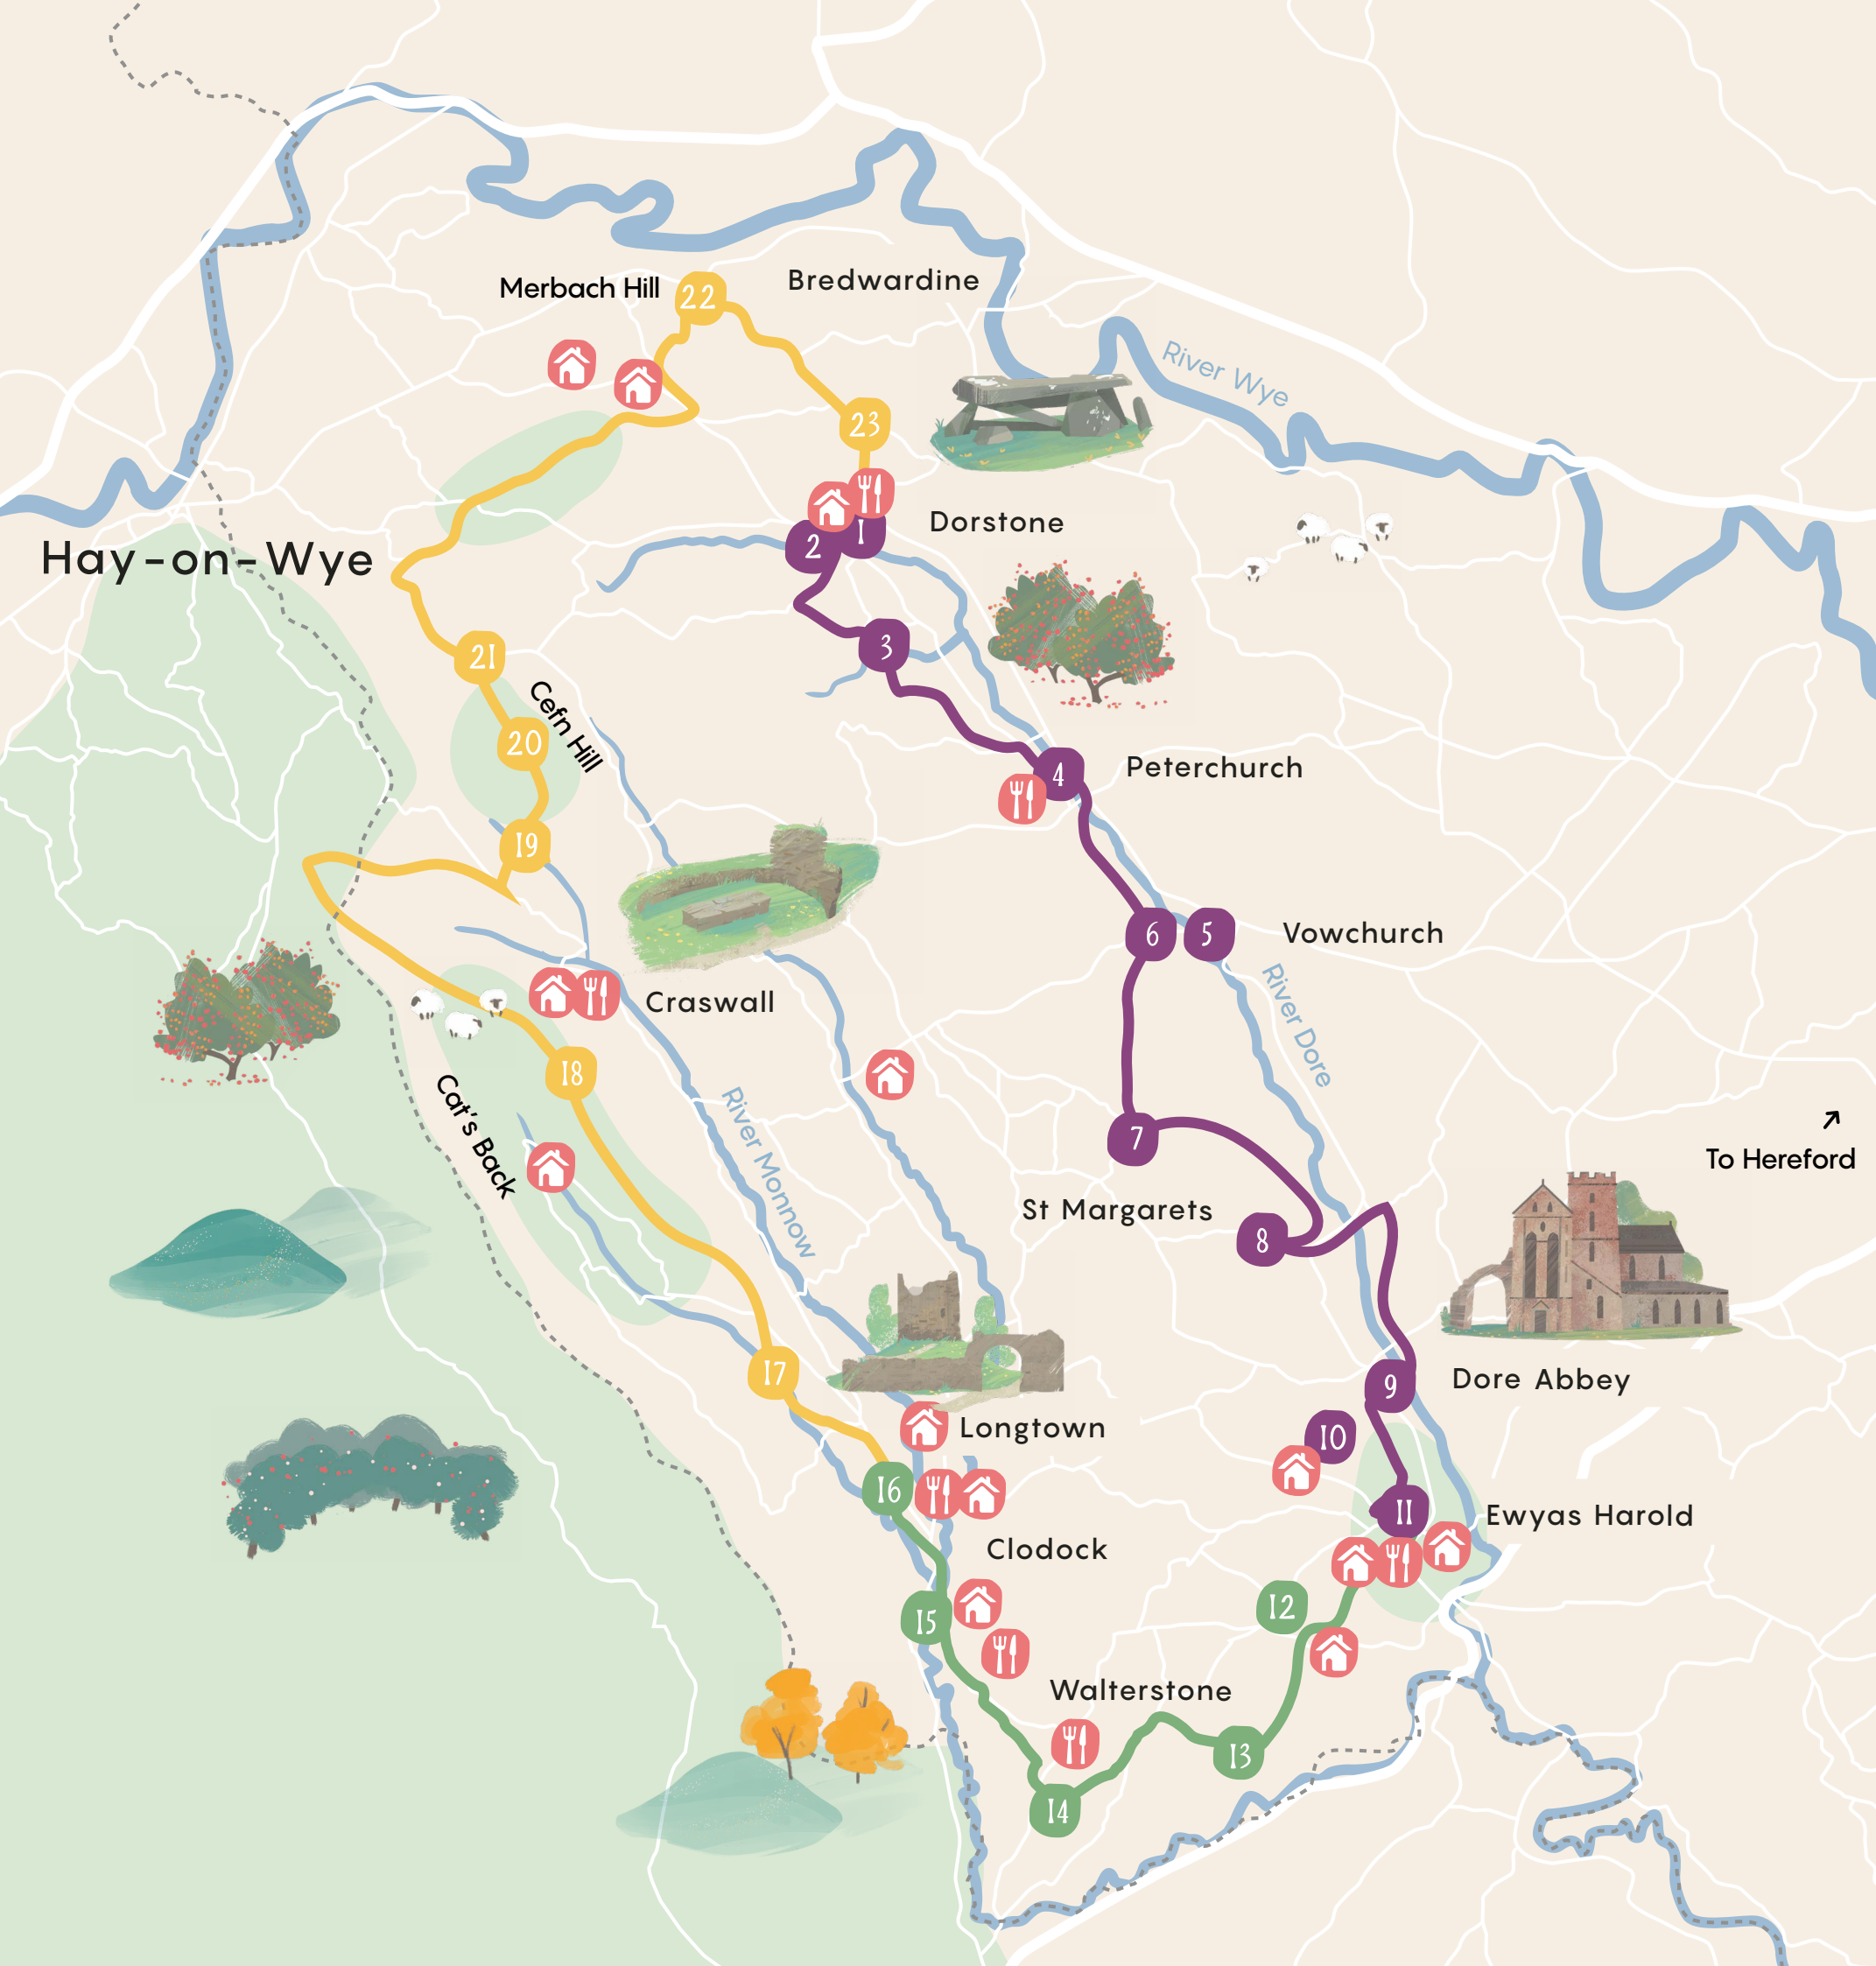 Merbach Hill
22
Bredwardine
River Wye
23
Dorstone
1
2
Hay-on-Wye
3
21
Cefn Hill
20
4
Peterchurch
19
6
5
Vowchurch
River Dore
Craswall
18
Cat's Back
River Monnow
7
To Hereford
St Margarets
8
17
9
Dore Abbey
Longtown
10
16
11
Ewyas Harold
Clodock
12
15
Walterstone
13
14